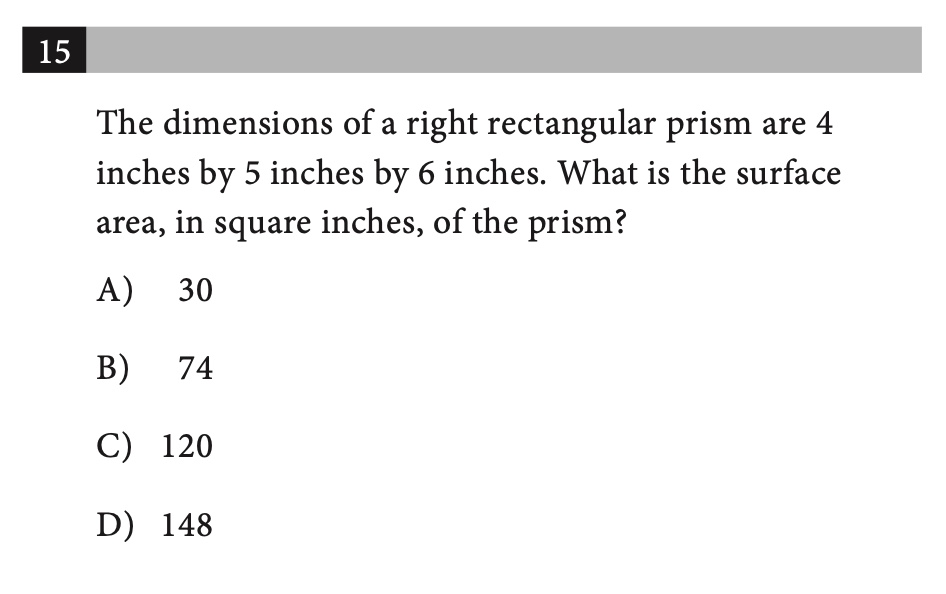 15
The dimensions of a right rectangular prism are 4
inches by 5 inches by 6 inches. What is the surface
area, in square inches, of the prism?
A) 30
B) 74
C) 120
D) 148